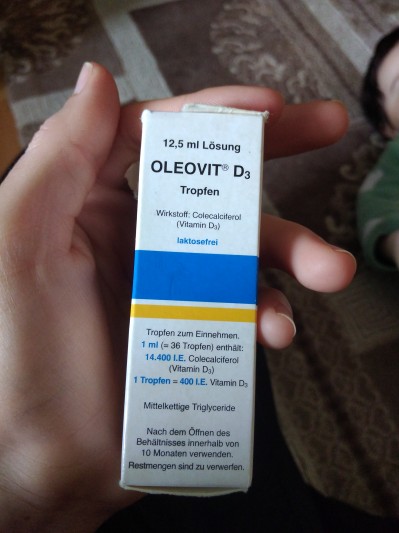 12,5 ml Lösung
OLEOVIT® D3
Tropfen
Wirkstoff: Colecalciferol
(Vitamin D3)
laktosefrei
Tropfen zum Einnehmen.
1 ml (= 36 Tropfen) enthält:
14.400 I.E. Colecalciferol
(Vitamin D3)
1 Tropfen = 400 I.E. Vitamin D3
Mittelkettige Triglyceride
Nach dem Öffnen des
Behältnisses innerhalb von
10 Monaten verwenden.
Restmengen sind zu verwerfen.